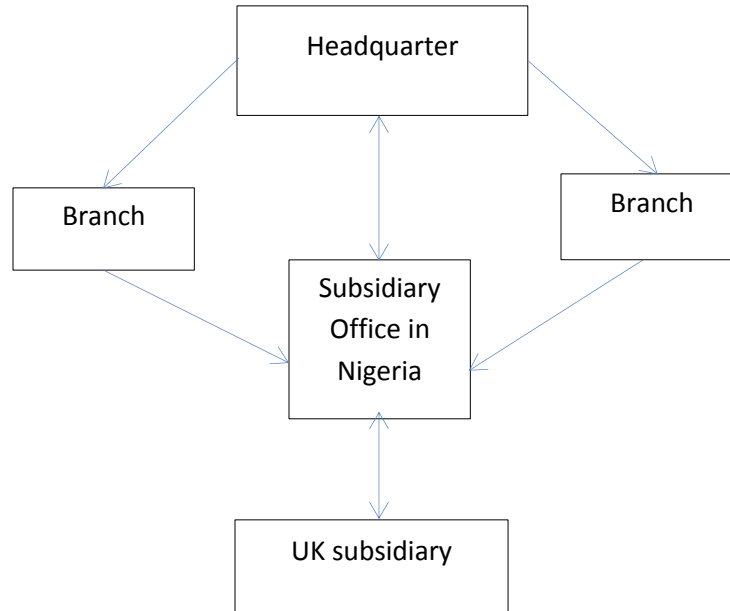 Headquarter
Branch
Branch
Subsidiary
Office in
Nigeria
UK subsidiary